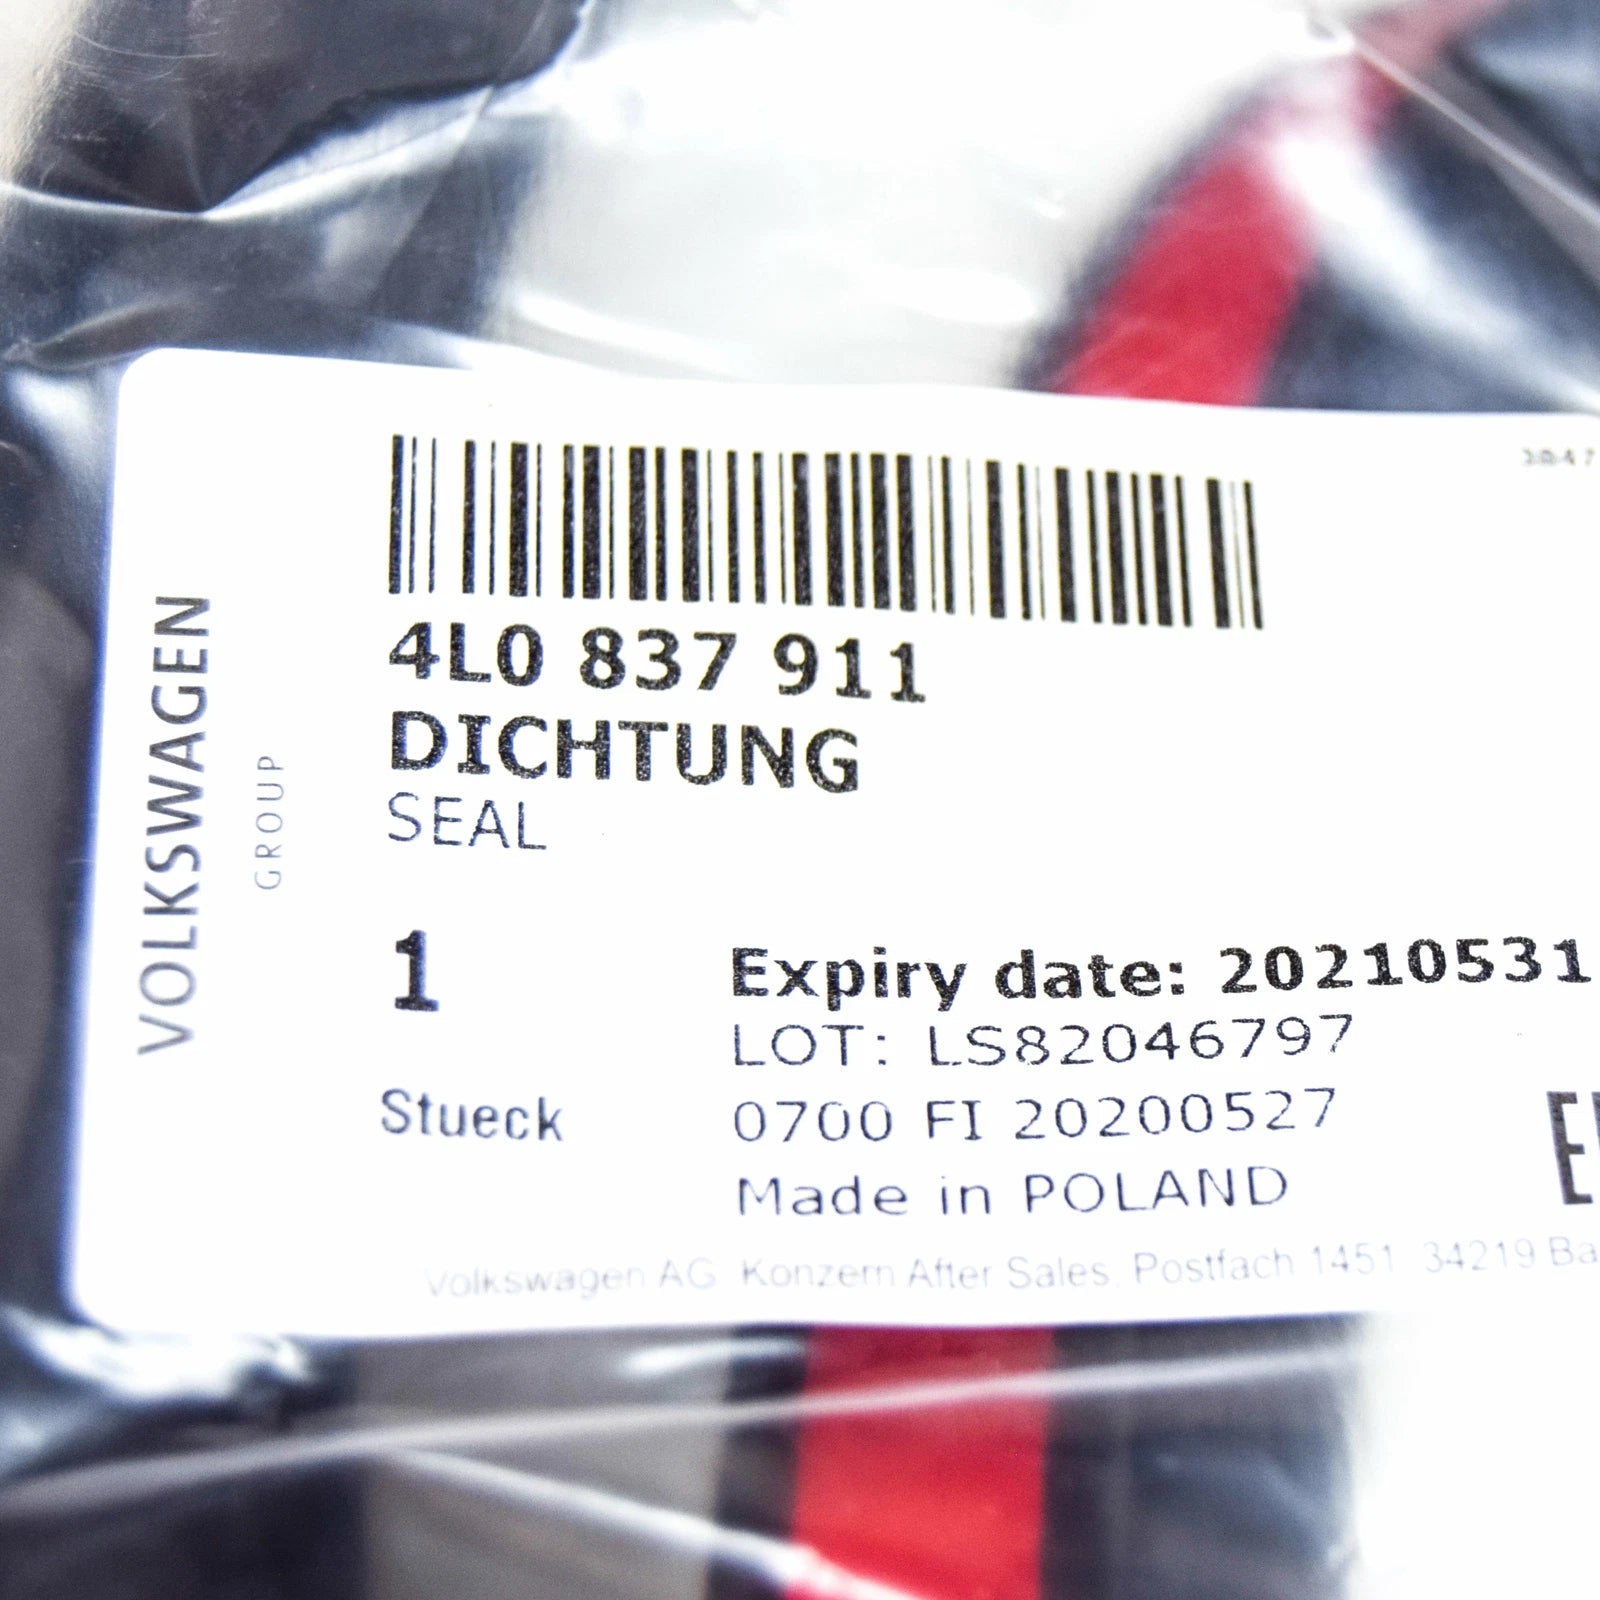 VOLKSWAGEN
GROUP
4L0 837 911
DICHTUNG
SEAL
1
Stueck
Expiry date: 20210531
LOT: LS82046797
0700 FI 20200527
Made in POLAND
Volkswagen AG Konzern After Sales, Postfach 1451 34219